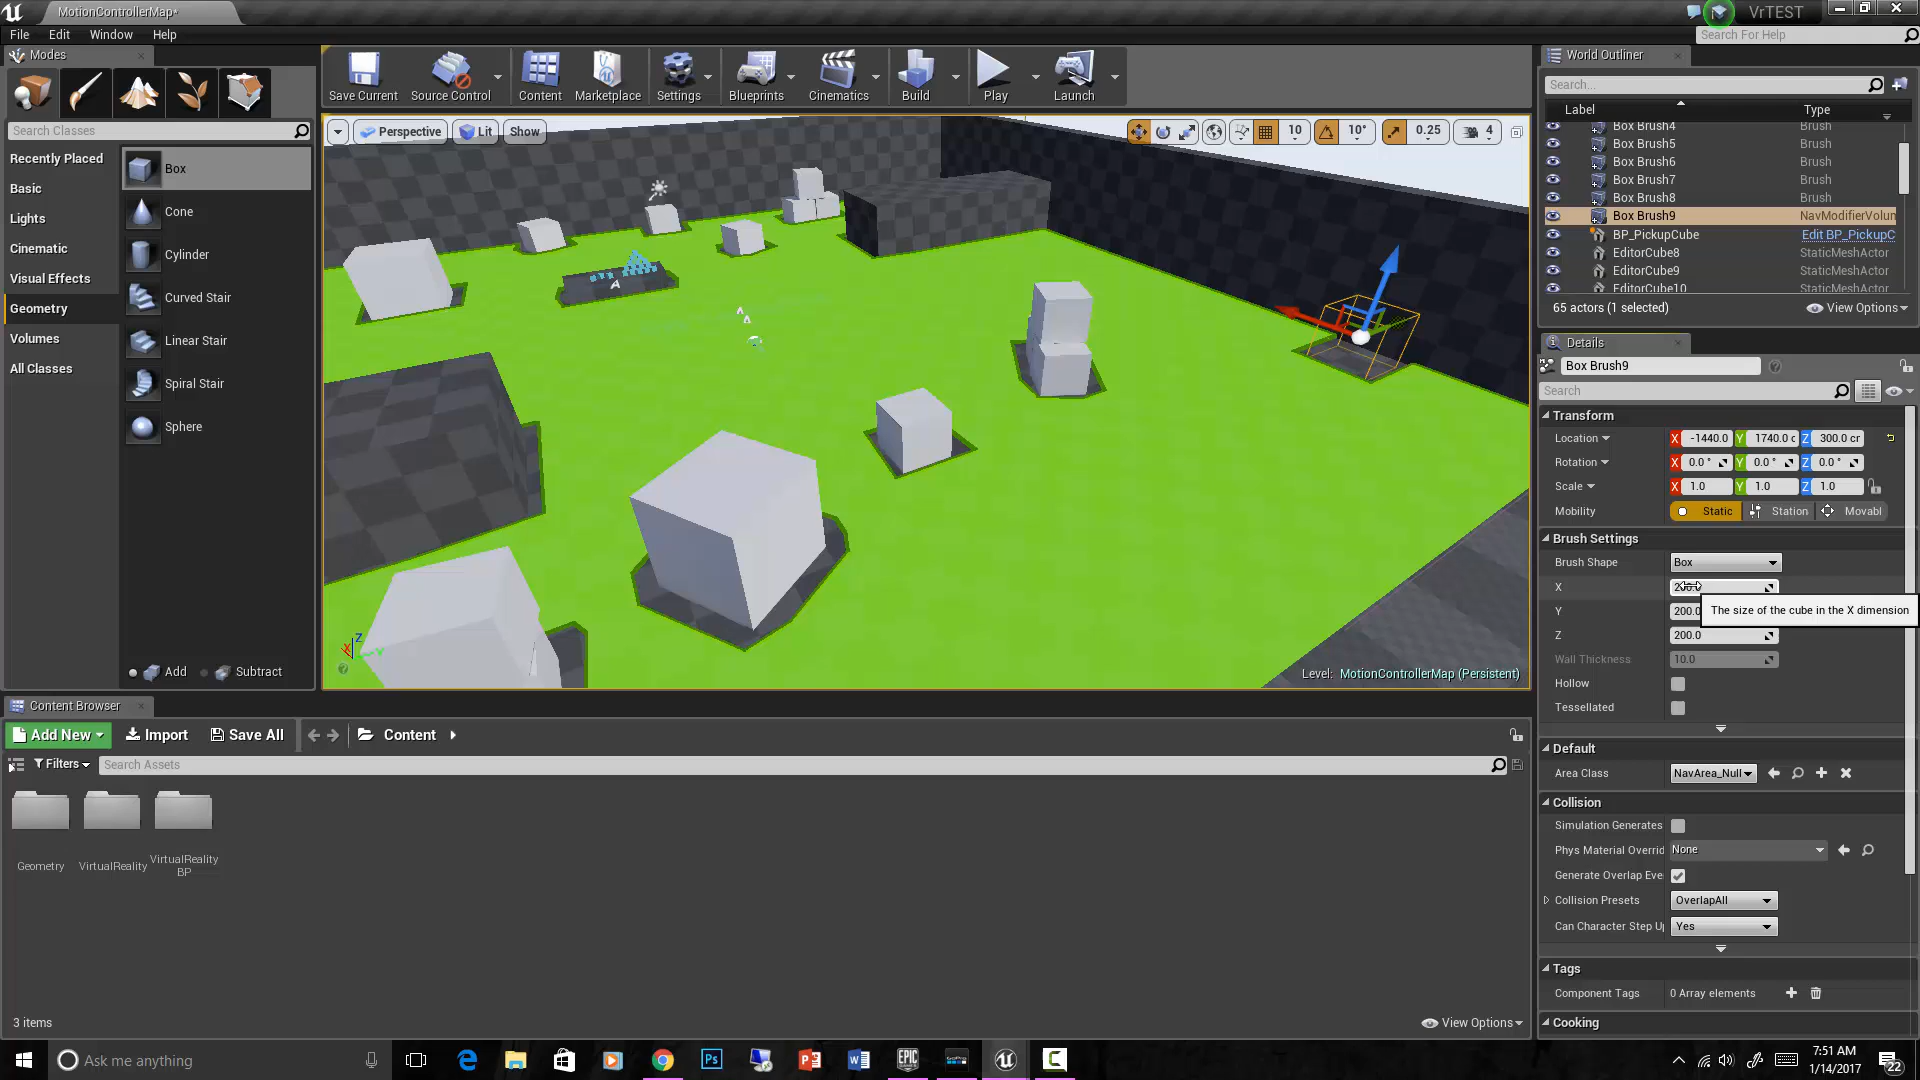 MotionControllerMap*
VrTEST
File
Edit
Window
Help
Search For Help
Modes
Search Classes
Recently Placed
Basic
Lights
Cinematic
Visual Effects
Geometry
Volumes
All Classes
Box
Cone
Cylinder
Curved Stair
Linear Stair
Spiral Stair
Sphere
Add
Subtract
Save Current
Source Control
Content
Marketplace
Settings
Blueprints
Cinematics
Build
Play
Launch
Perspective
Lit
Show
10
10°
0.25
4
Z
X
Y
Level: MotionControllerMap (Persistent)
World Outliner
Search...
Label
Type
Box Brush4 Brush
Box Brush5 Brush
Box Brush6 Brush
Box Brush7 Brush
Box Brush8 Brush
Box Brush9 NavModifierVolun
BP_PickupCube Edit BP_PickupC
EditorCube8 StaticMeshActor
EditorCube9 StaticMeshActor
EditorCube10 StaticMeshActor
65 actors (1 selected)
View Options
Details
Box Brush9
Search
Transform
Location X -1440.0 Y 1740.0 c Z 300.0 cr
Rotation X 0.0 ° Y 0.0 ° Z 0.0 °
Scale X 1.0 Y 1.0 Z 1.0
Mobility Static Station Movabl
Brush Settings
Brush Shape Box
X
Y 200.0
The size of the cube in the X dimension
Z 200.0
Wall Thickness 10.0
Hollow
Tessellated
Default
Area Class NavArea_Null
Collision
Simulation Generates
Phys Material Overrid None
Generate Overlap Eve
Collision Presets OverlapAll
Can Character Step U Yes
Tags
Component Tags 0 Array elements
Cooking
Content Browser
Add New
Import
Save All
Content
Filters
Search Assets
Geometry
VirtualReality
VirtualReality
BP
3 items
View Options
Ask me anything
EPIC
7:51 AM
1/14/2017
22